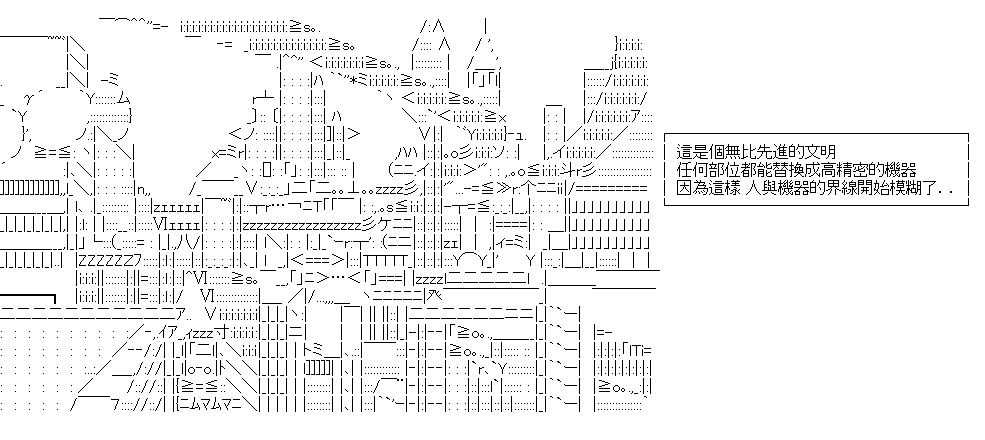 這是個無比先進的文明
任何部位都能替換成高精密的機器
因為這樣 人與機器的界線開始模糊了..